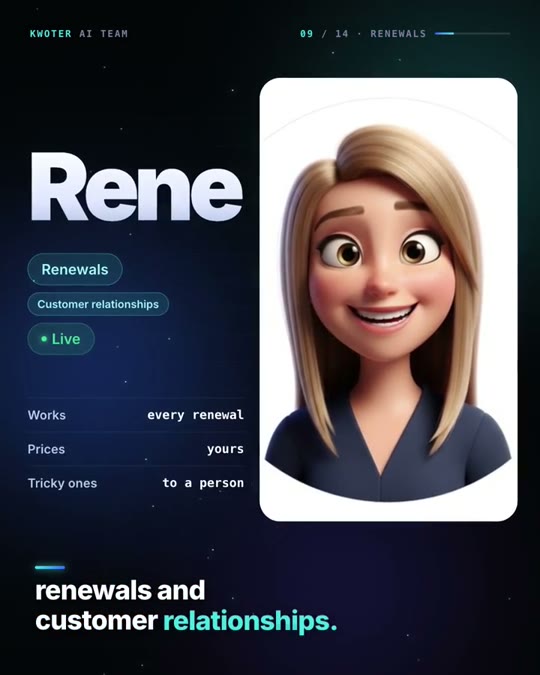 KWOTER AI TEAM
09 / 14 · RENEWALS
Rene
Renewals
Customer relationships
Live
Works every renewal
Prices yours
Tricky ones to a person
renewals and
customer relationships.